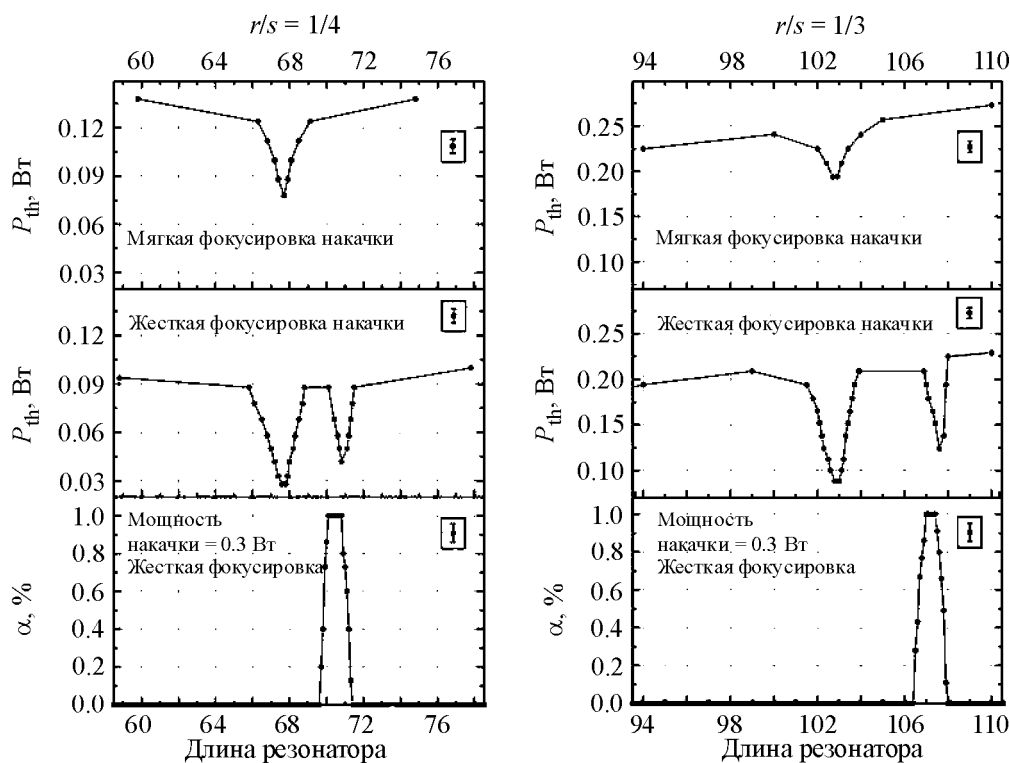 r/s = 1/4
60 64 68 72 76
0.12
0.09
0.06
0.03
P_th, Вт
Мягкая фокусировка накачки
0.12
0.09
0.06
0.03
P_th, Вт
Жесткая фокусировка накачки
1.0
0.8
0.6
0.4
0.2
0.0
α, %
Мощность
накачки = 0.3 Вт
Жесткая фокусировка
60 64 68 72 76
Длина резонатора
r/s = 1/3
94 98 102 106 110
0.25
0.20
0.15
0.10
P_th, Вт
Мягкая фокусировка накачки
0.25
0.20
0.15
0.10
P_th, Вт
Жесткая фокусировка накачки
1.0
0.8
0.6
0.4
0.2
0.0
α, %
Мощность
накачки = 0.3 Вт
Жесткая фокусировка
94 98 102 106 110
Длина резонатора